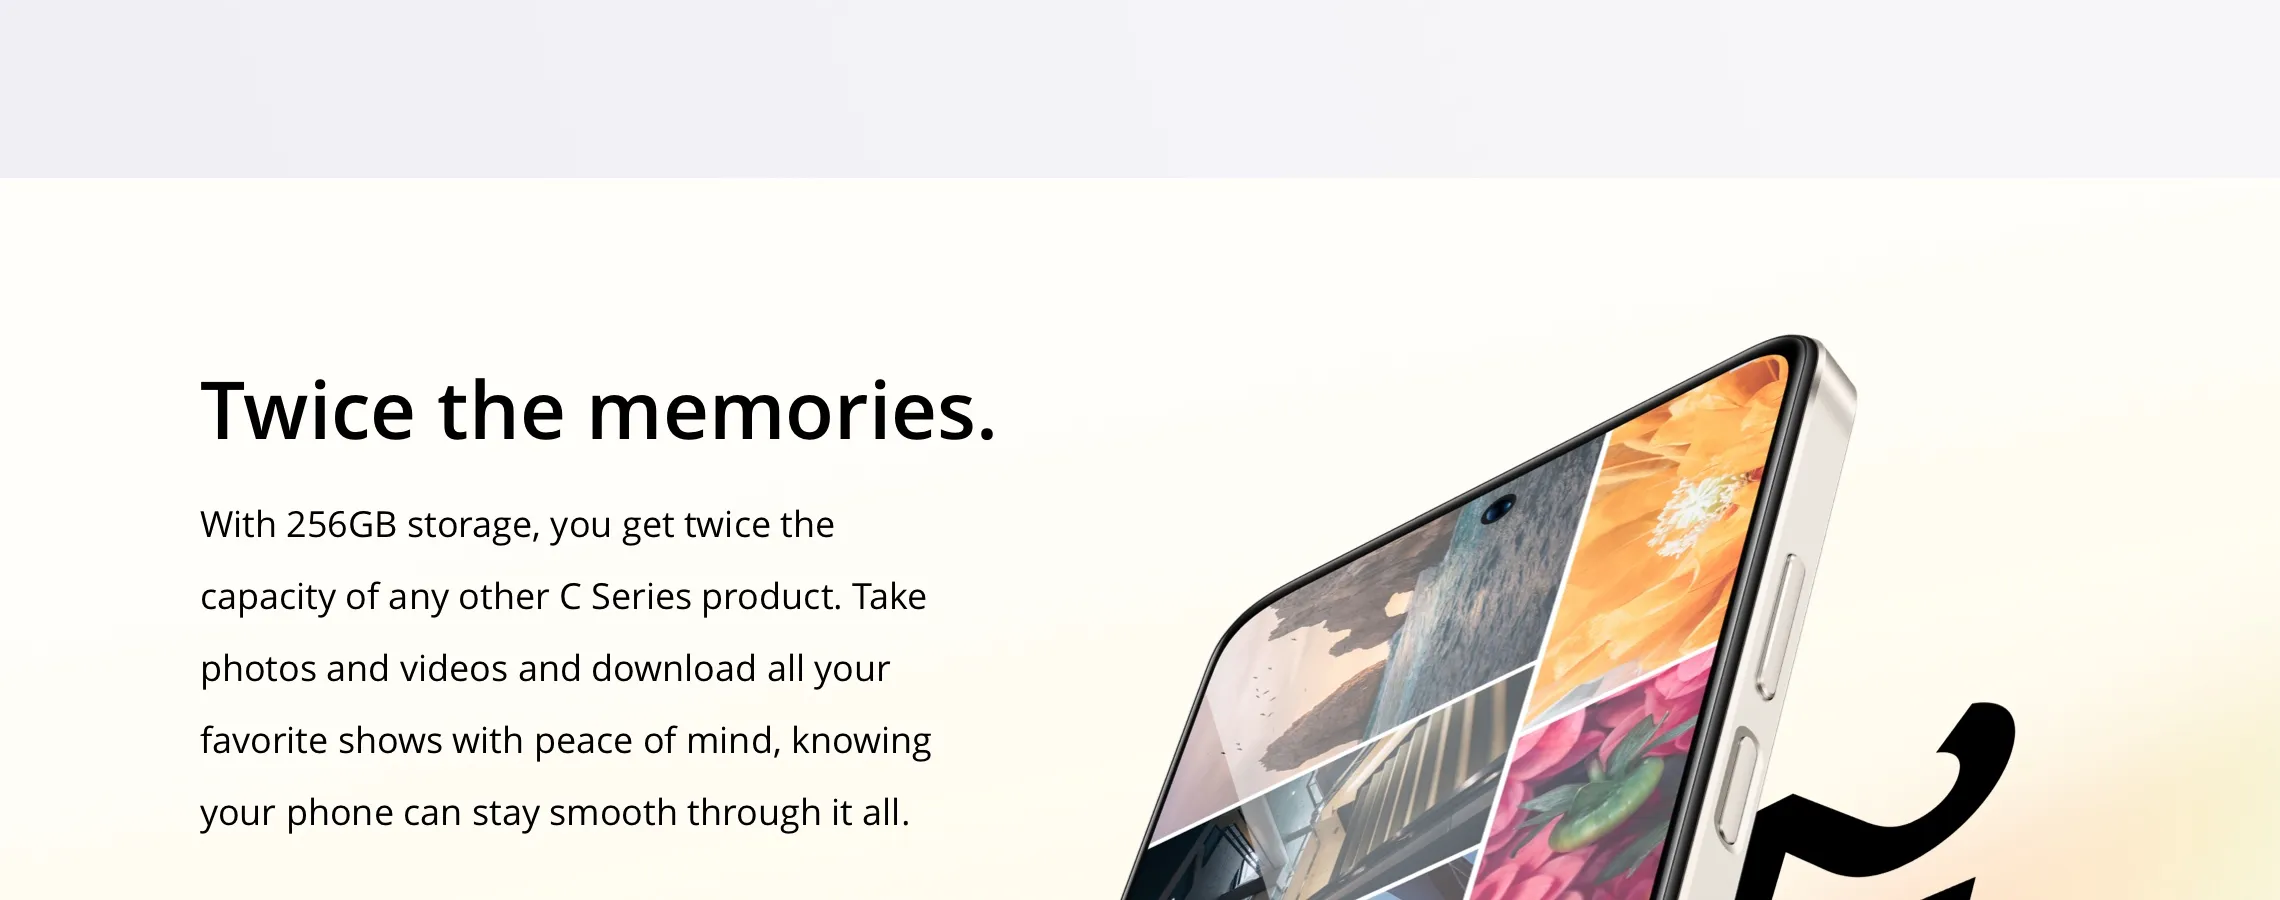 Twice the memories.
With 256GB storage, you get twice the
capacity of any other C Series product. Take
photos and videos and download all your
favorite shows with peace of mind, knowing
your phone can stay smooth through it all.